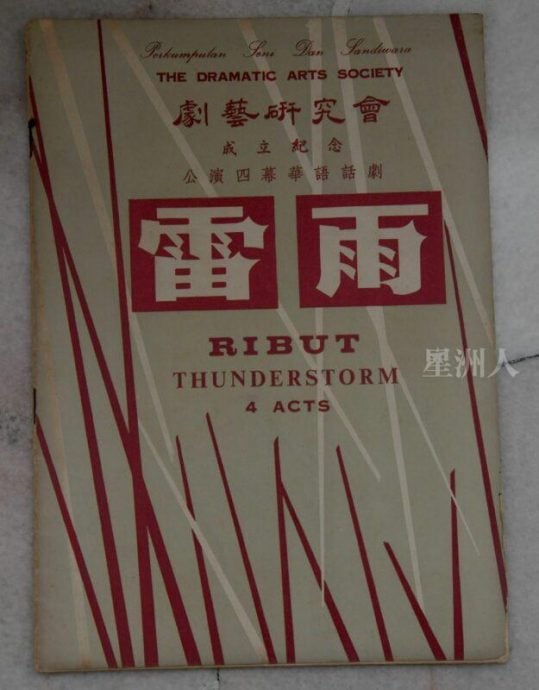 Perkumpulan Seni Dan Sandiwara
THE DRAMATIC ARTS SOCIETY
劇藝研究會
成立紀念
公演四幕華語話劇
雷雨
RIBUT
THUNDERSTORM
4 ACTS
星洲人